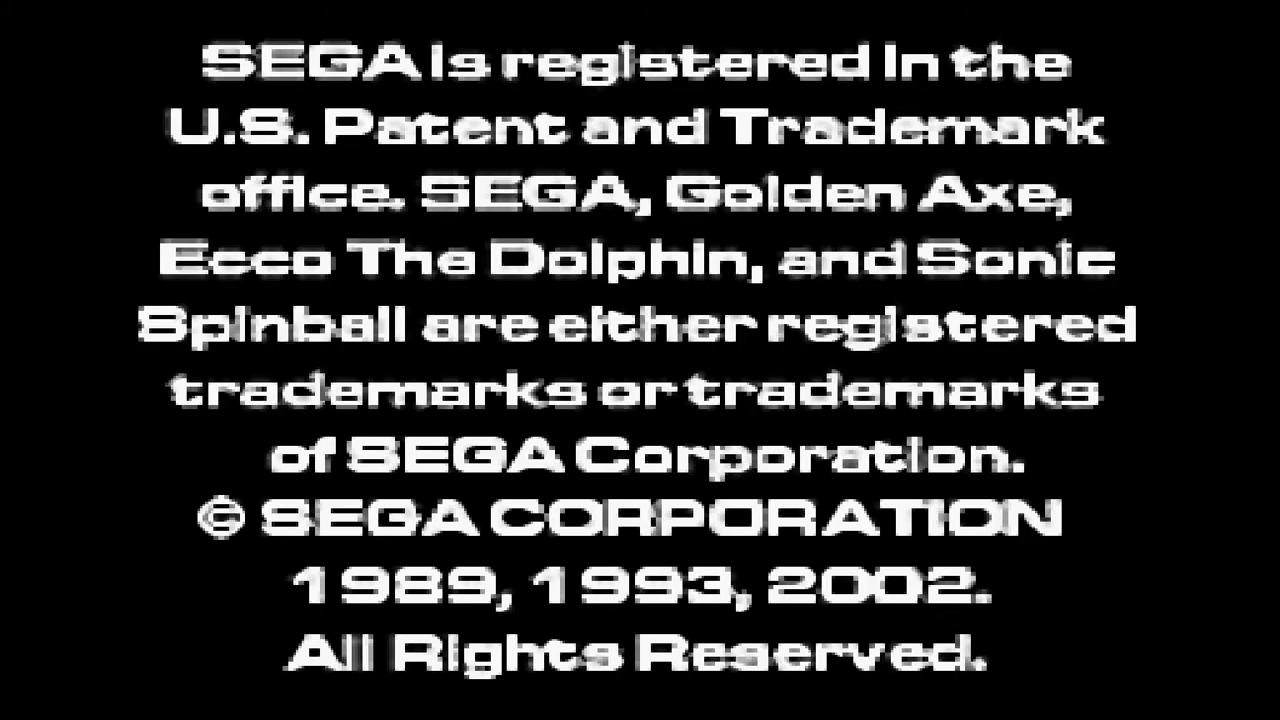 SEGA is registered in the
U.S. Patent and Trademark
office. SEGA, Golden Axe,
Ecco The Dolphin, and Sonic
Spinball are either registered
trademarks or trademarks
of SEGA Corporation.
© SEGA CORPORATION
1989, 1993, 2002.
All Rights Reserved.